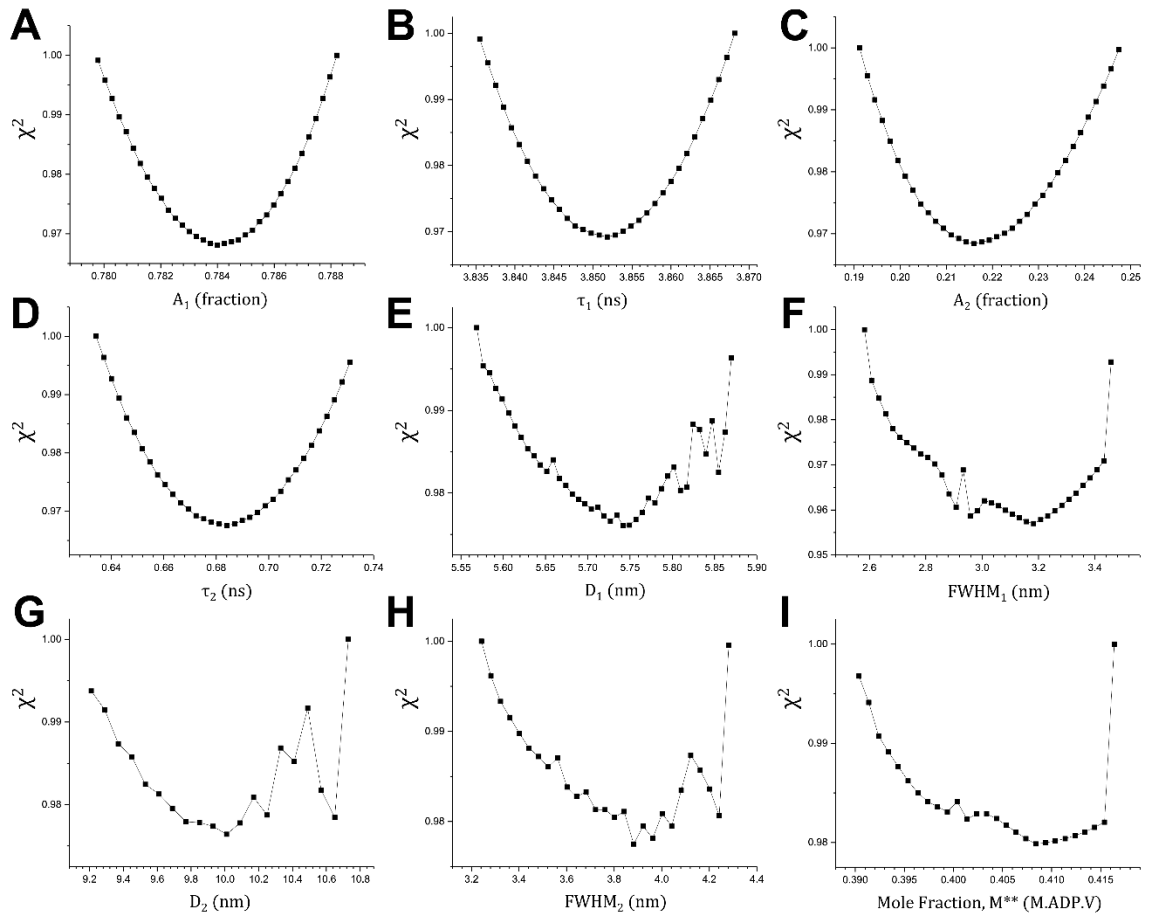 A
χ²
1.00
0.99
0.98
0.97
0.780 0.782 0.784 0.786 0.788
A₁ (fraction)
B
χ²
1.00
0.99
0.98
0.97
3.835 3.840 3.845 3.850 3.855 3.860 3.865 3.870
τ₁ (ns)
C
χ²
1.00
0.99
0.98
0.97
0.19 0.20 0.21 0.22 0.23 0.24 0.25
A₂ (fraction)
D
χ²
1.00
0.99
0.98
0.97
0.64 0.66 0.68 0.70 0.72 0.74
τ₂ (ns)
E
χ²
1.00
0.99
0.98
5.55 5.60 5.65 5.70 5.75 5.80 5.85 5.90
D₁ (nm)
F
χ²
1.00
0.99
0.98
0.97
0.96
0.95
2.6 2.8 3.0 3.2 3.4
FWHM₁ (nm)
G
χ²
1.00
0.99
0.98
9.2 9.4 9.6 9.8 10.0 10.2 10.4 10.6 10.8
D₂ (nm)
H
χ²
1.00
0.99
0.98
3.2 3.4 3.6 3.8 4.0 4.2 4.4
FWHM₂ (nm)
I
χ²
1.00
0.99
0.98
0.390 0.395 0.400 0.405 0.410 0.415
Mole Fraction, M** (M.ADP.V)